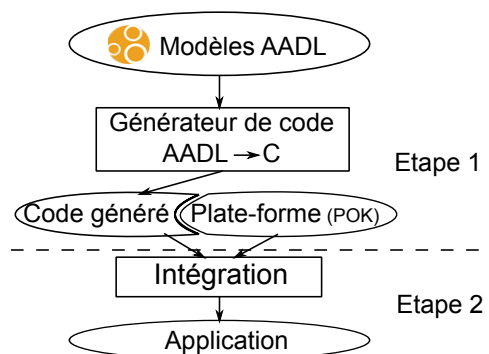 Modèles AADL
Générateur de code
AADL → C
Etape 1
Code généré
Plate-forme (POK)
Intégration
Etape 2
Application